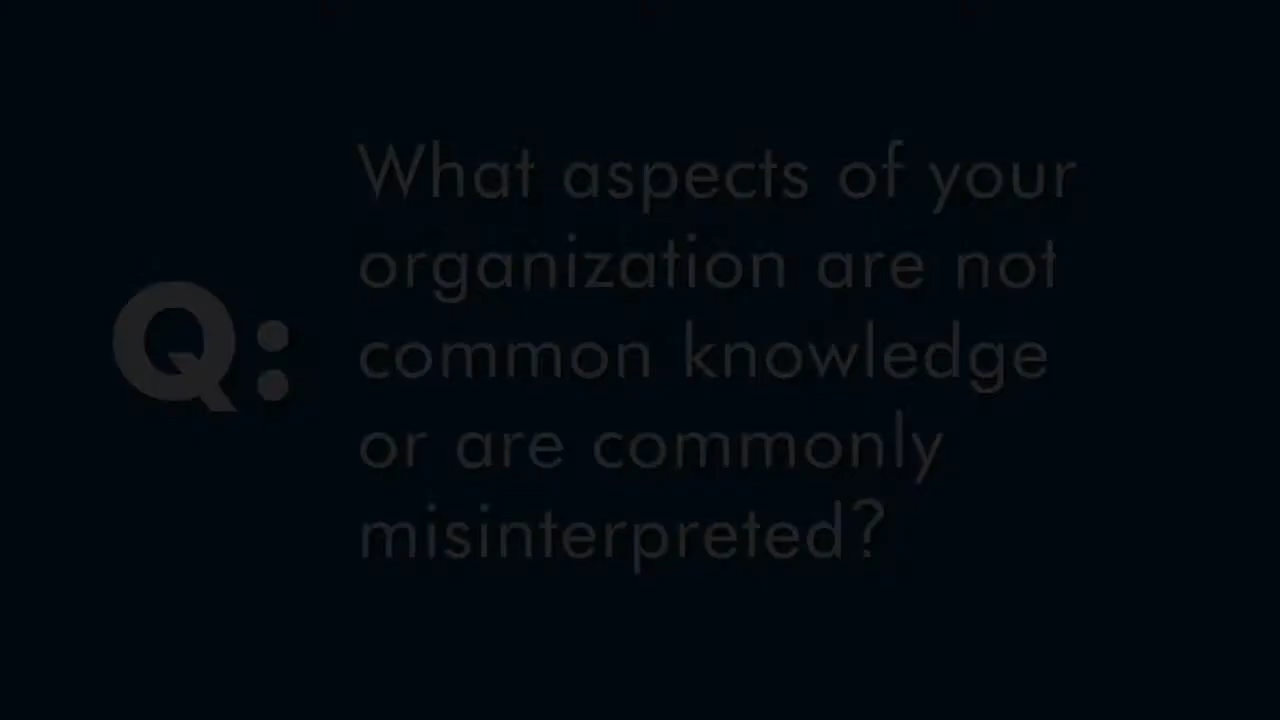 Q:
What aspects of your
organization are not
common knowledge
or are commonly
misinterpreted?